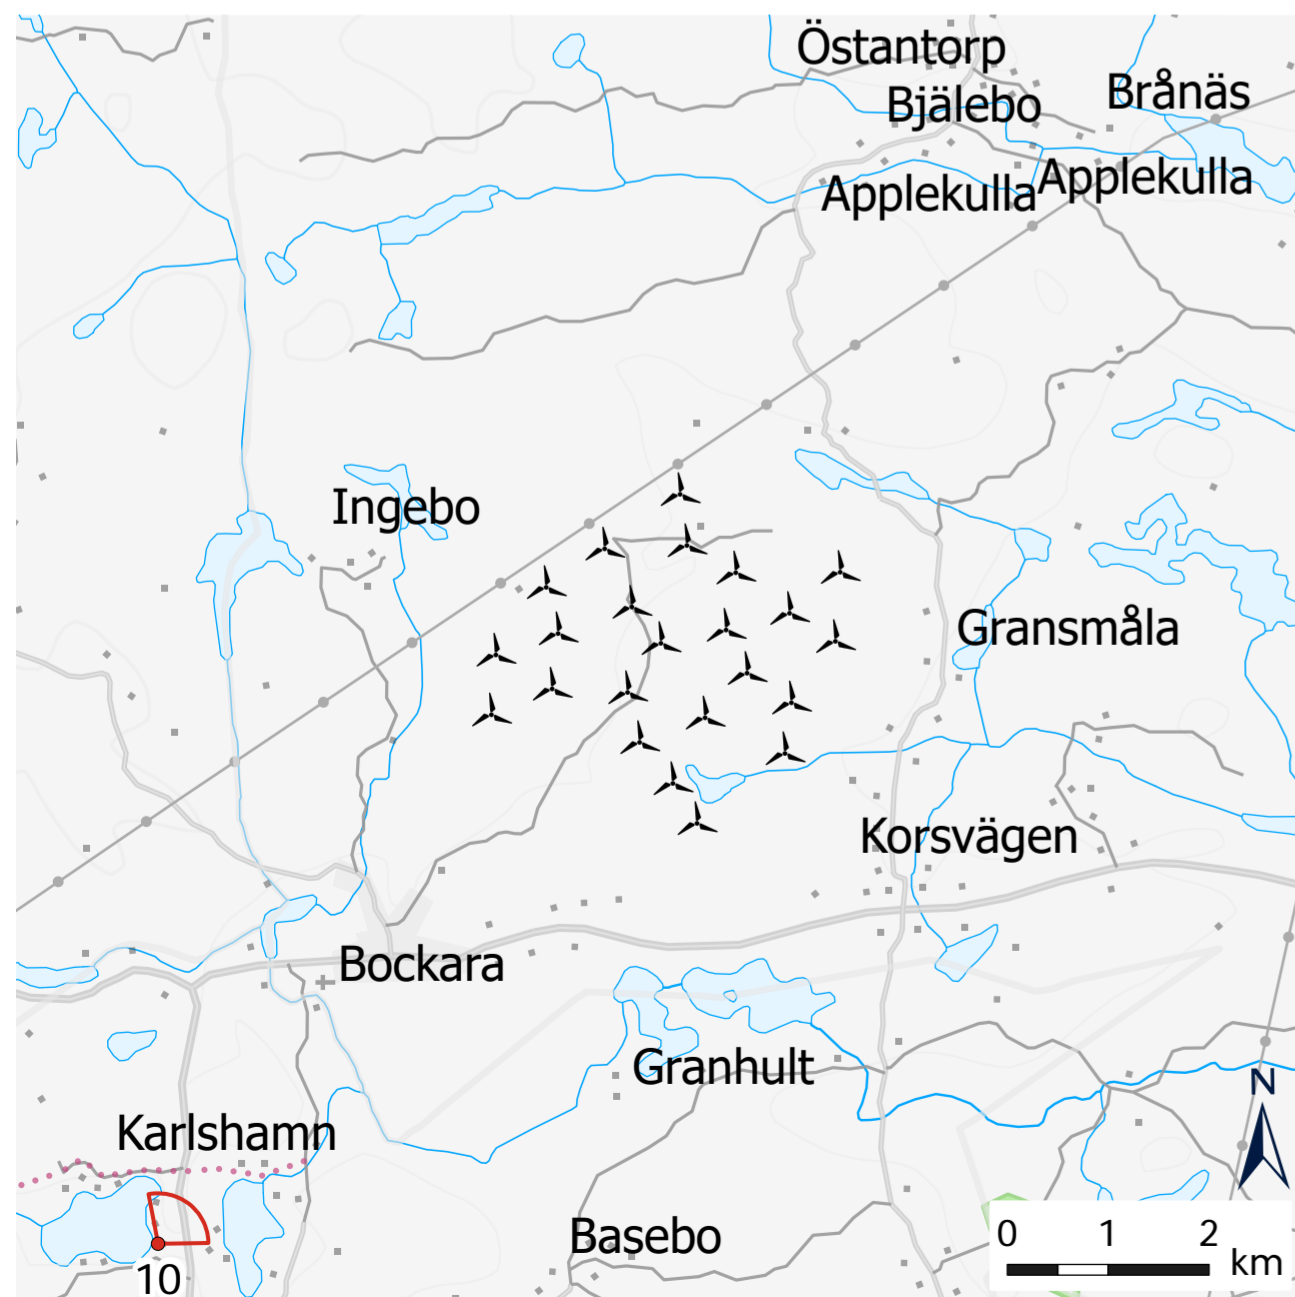 Östantorp
Bjälebo
Brånäs
Applekulla
Applekulla
Ingebo
Gransmåla
Korsvägen
Bockara
Granhult
N
Karlshamn
Basebo
0 1 2
km
10